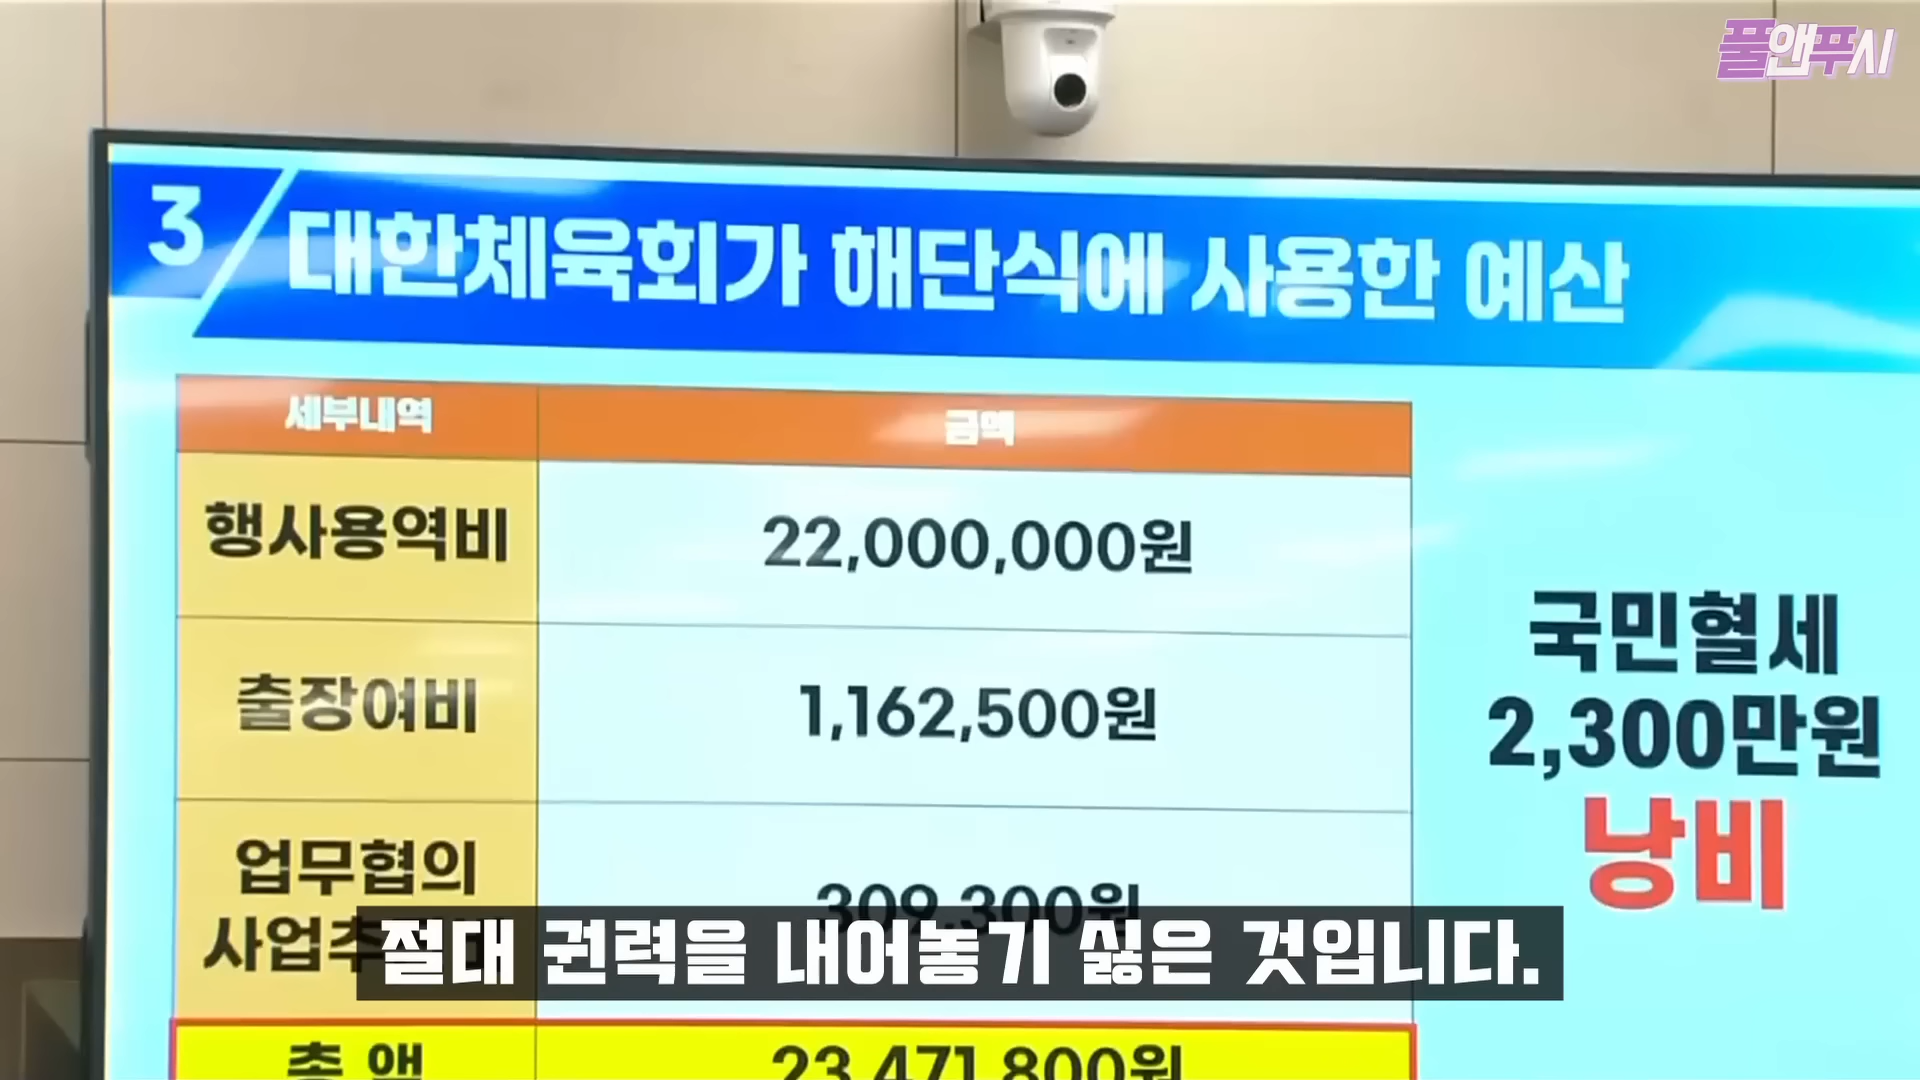 풀앤푸시
3 대한체육회가 해단식에 사용한 예산
세부내역 금액
행사용역비 22,000,000원
출장여비 1,162,500원
업무협의 309,300원
사업추
국민혈세
2,300만원
낭비
절대 권력을 내어놓기 싫은 것입니다.
총 액 23,471,800원